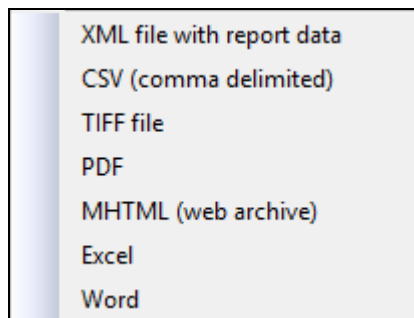 XML file with report data
CSV (comma delimited)
TIFF file
PDF
MHTML (web archive)
Excel
Word